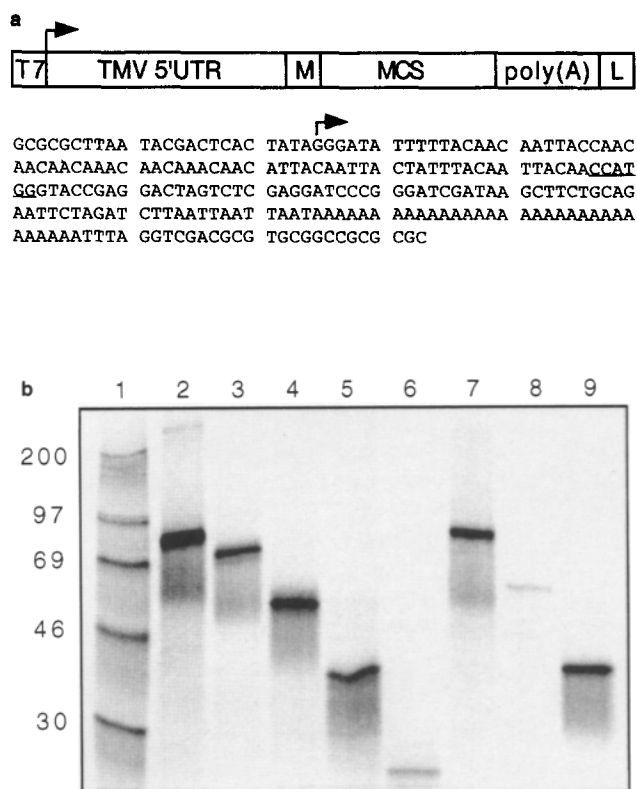 a
T7 TMV 5'UTR M MCS poly(A) L
GCGCGCTTAA TACGACTCAC TATAGGGATA TTTTTACAAC AATTACCAAC
AACAACAAAC AACAAACAAC ATTACAATTA CTATTTACAA TTACAACCAT
GGGTACCGAG GACTAGTCTC GAGGATCCCG GGATCGATAA GCTTCTGCAG
AATTCTAGAT CTTAATTAAT TAATAAAAAA AAAAAAAAAA AAAAAAAAAA
AAAAAATTTA GGTCGACGCG TGCGGCCGCG CGC
b 1 2 3 4 5 6 7 8 9
200
97
69
46
30